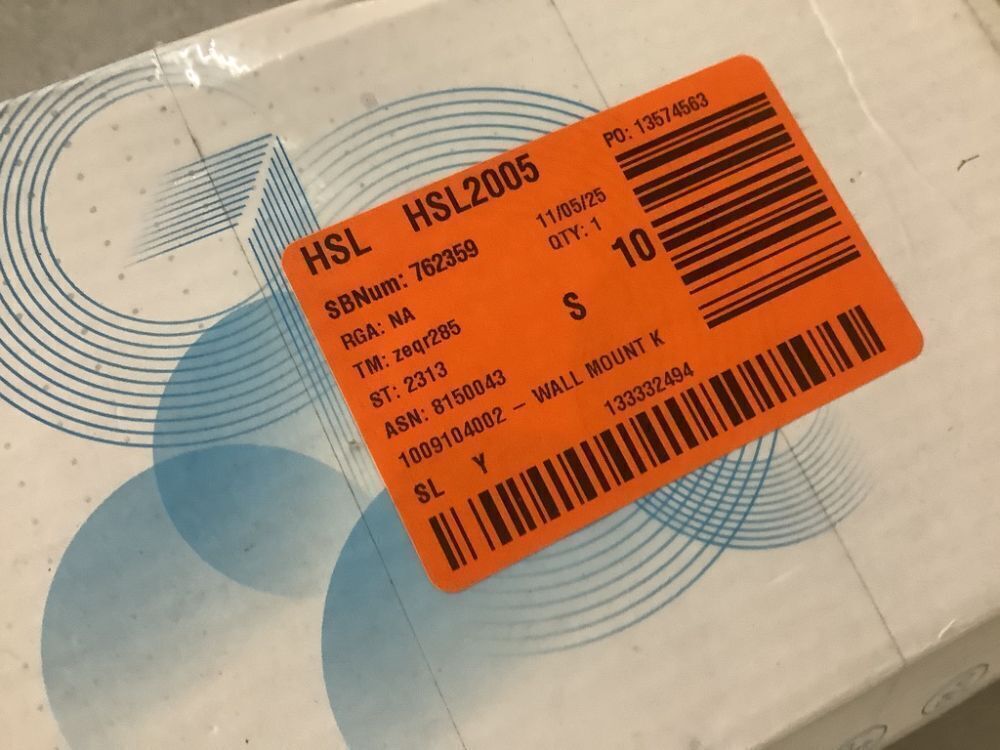 HSL HSL2005
PO: 13574563
SBNum: 762359 11/05/25
RGA: NA QTY: 1
10
TM: zeqr285
S
ST: 2313
ASN: 8150043
1009104002 – WALL MOUNT K
SL Y 133332494